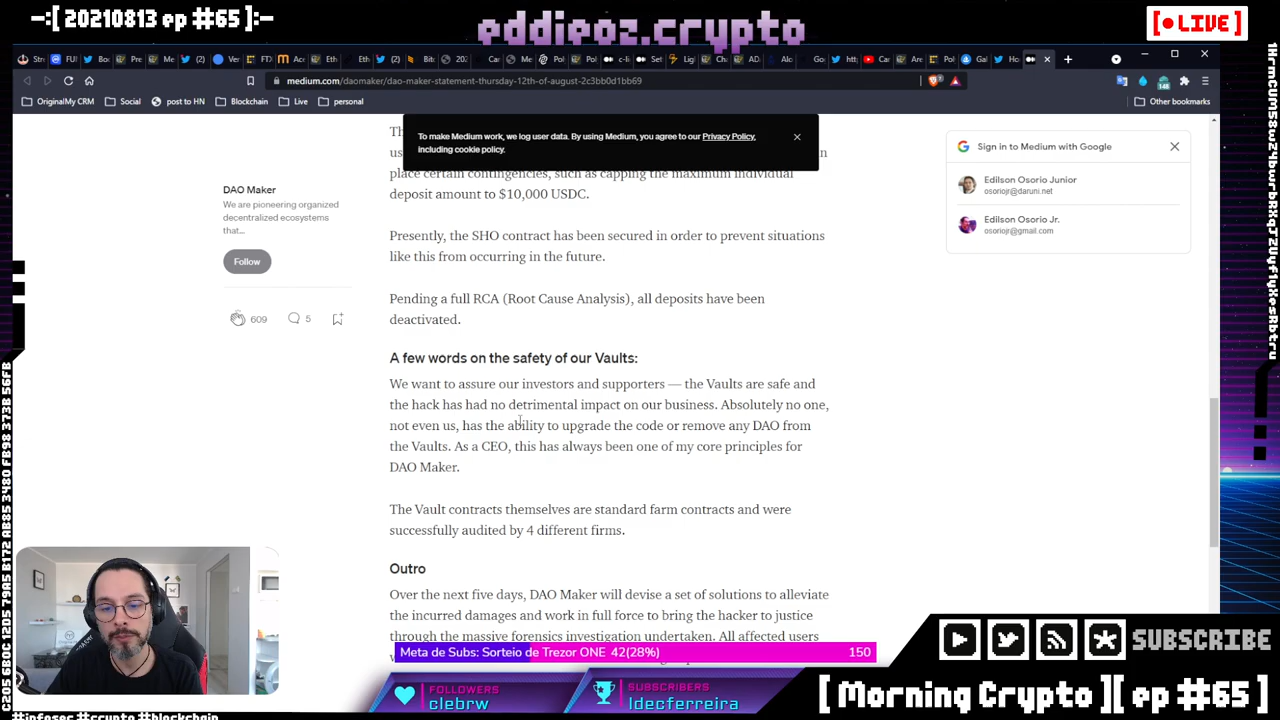 -:[ 20210813 ep #65 ]:-
eddieoz.crypto
[● LIVE]
medium.com/daomaker/dao-maker-statement-thursday-12th-of-august-2c3bb0d1bb69
OriginalMy CRM
Social
post to HN
Blockchain
Live
personal
Other bookmarks
To make Medium work, we log user data. By using Medium, you agree to our Privacy Policy,
including cookie policy.
Sign in to Medium with Google
Edilson Osorio Junior
osoriojr@daruni.net
Edilson Osorio Jr.
osoriojr@gmail.com
DAO Maker
We are pioneering organized
decentralized ecosystems
that...
Follow
609
5
place certain contingencies, such as capping the maximum individual
deposit amount to $10,000 USDC.
Presently, the SHO contract has been secured in order to prevent situations
like this from occurring in the future.
Pending a full RCA (Root Cause Analysis), all deposits have been
deactivated.
A few words on the safety of our Vaults:
We want to assure our investors and supporters — the Vaults are safe and
the hack has had no detrimental impact on our business. Absolutely no one,
not even us, has the ability to upgrade the code or remove any DAO from
the Vaults. As a CEO, this has always been one of my core principles for
DAO Maker.
The Vault contracts themselves are standard farm contracts and were
successfully audited by 4 different firms.
Outro
Over the next five days, DAO Maker will devise a set of solutions to alleviate
the incurred damages and work in full force to bring the hacker to justice
through the massive forensics investigation undertaken. All affected users
Meta de Subs: Sorteio de Trezor ONE 42(28%)
150
FOLLOWERS
clebrw
SUBSCRIBERS
ldecferreira
SUBSCRIBE
[ Morning Crypto ][ ep #65 ]
#infosec #crypto #blockchain